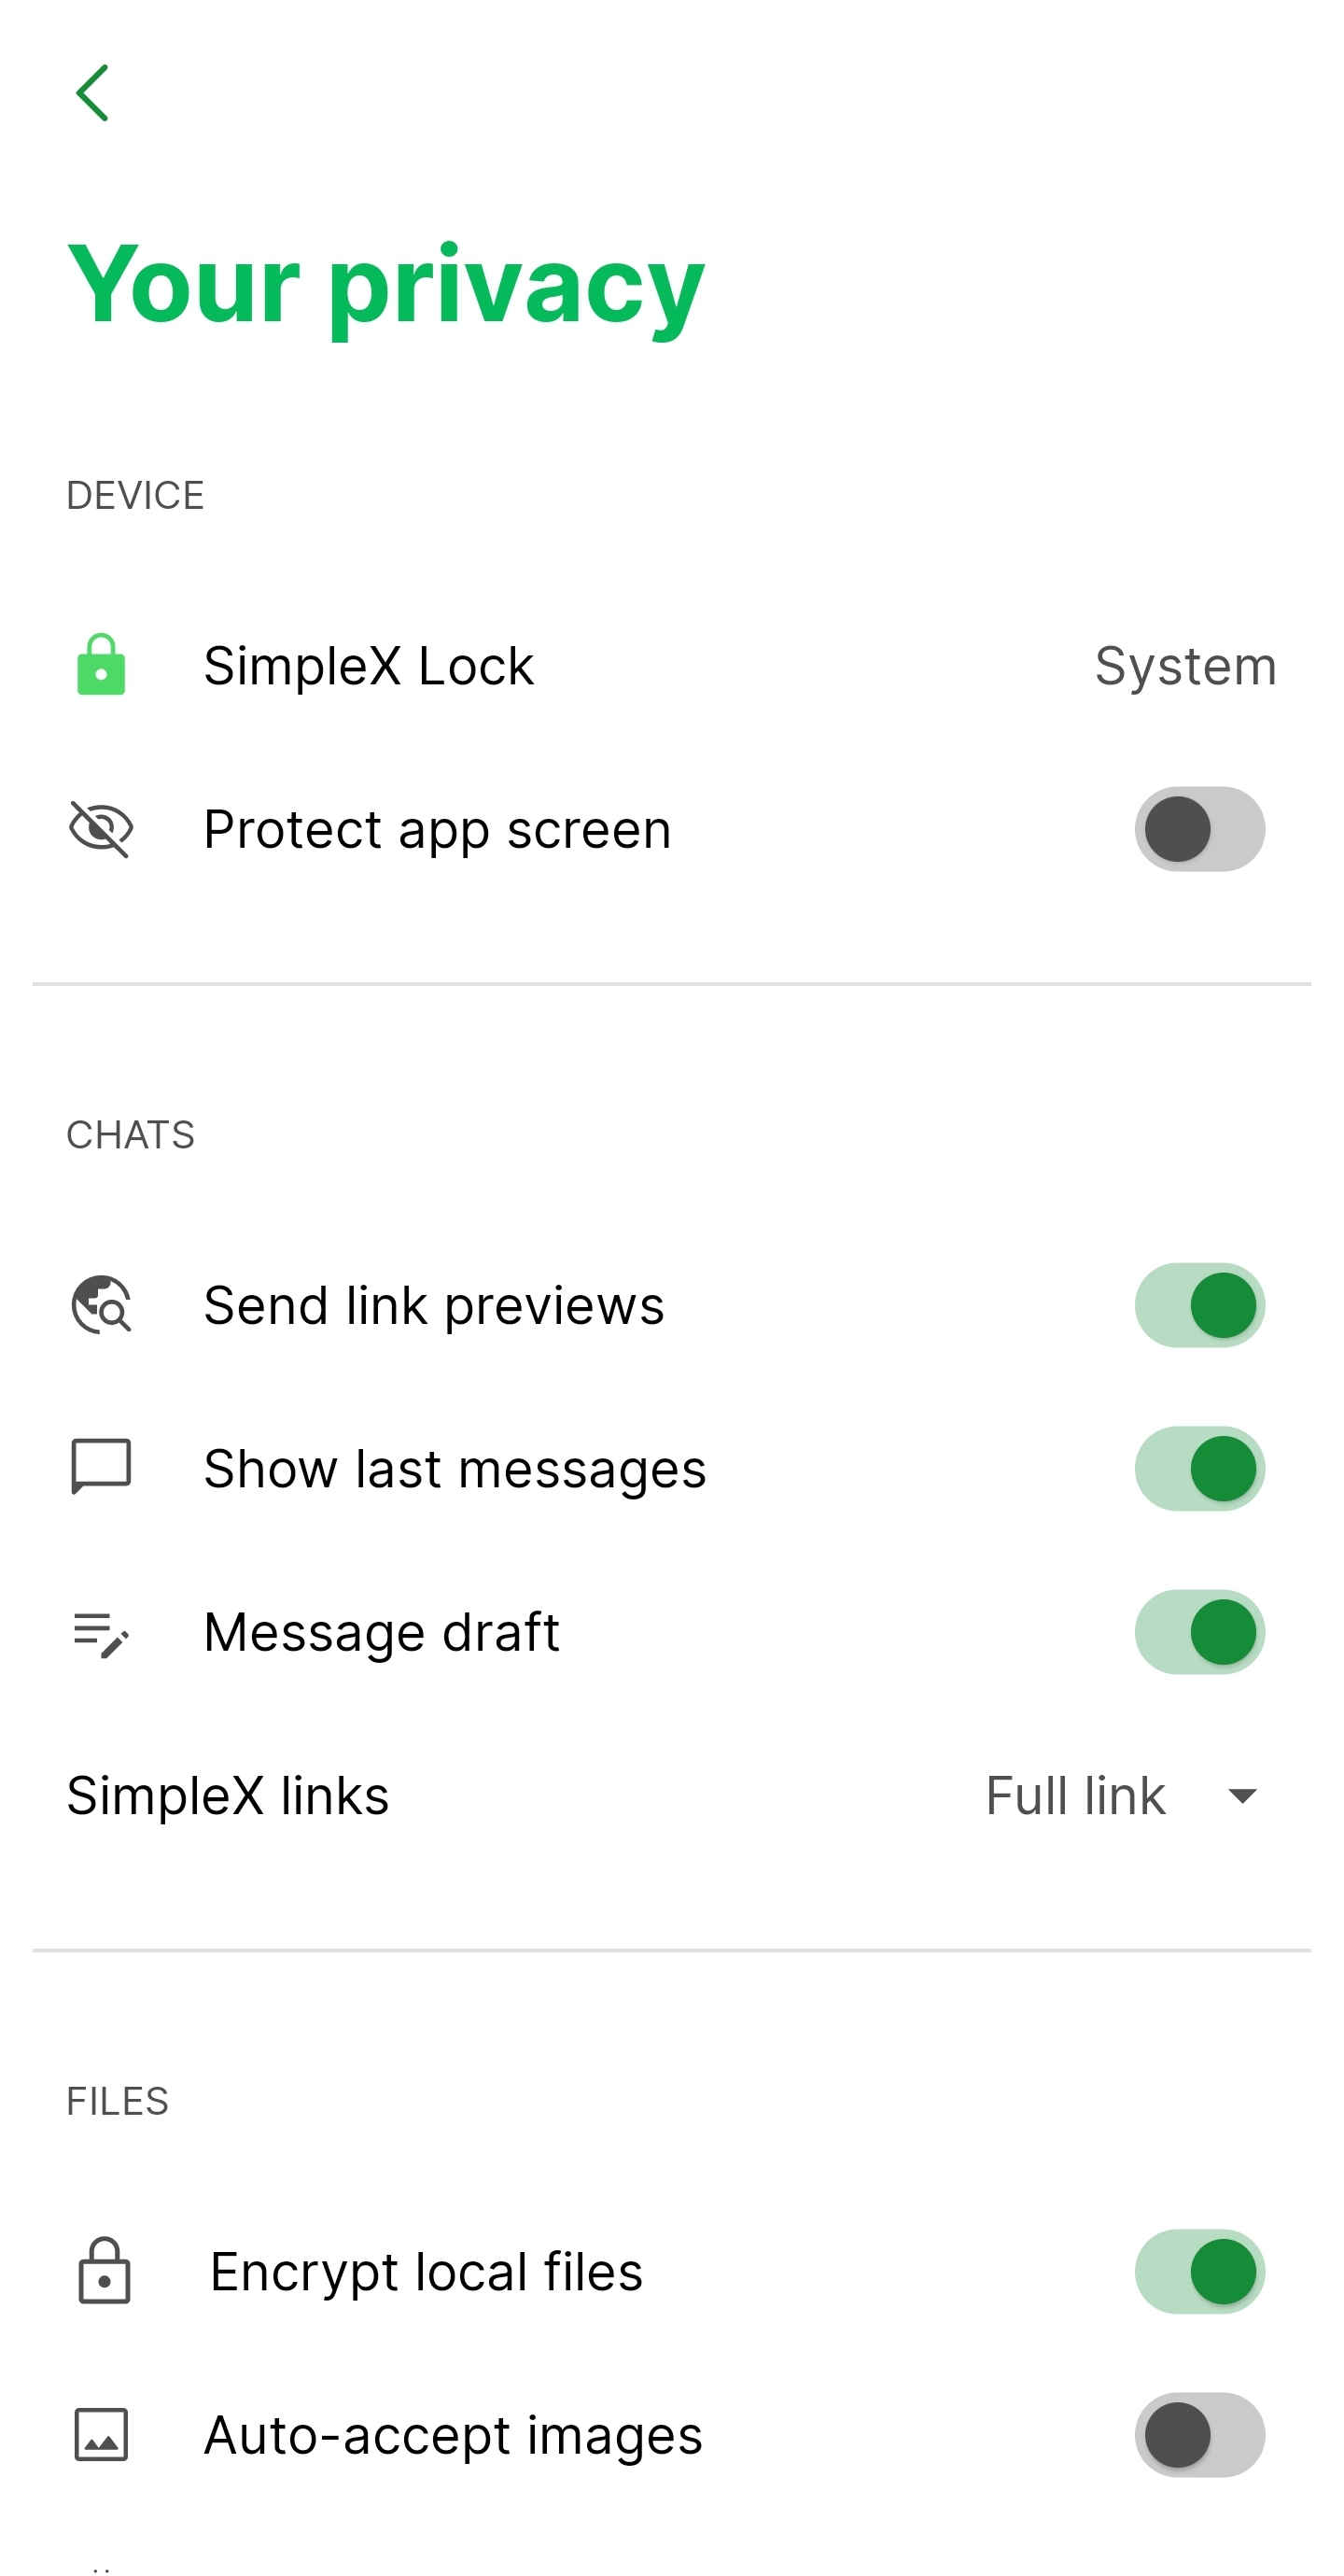 Your privacy
DEVICE
SimpleX Lock System
Protect app screen
CHATS
Send link previews
Show last messages
Message draft
SimpleX links Full link
FILES
Encrypt local files
Auto-accept images